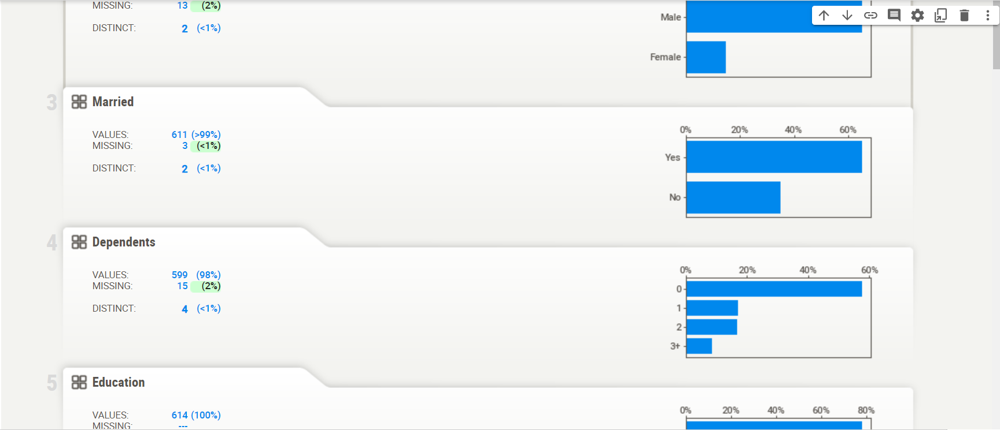 MISSING: 13 (2%)
DISTINCT: 2 (<1%)
Male
Female
3 Married
VALUES: 611 (>99%)
MISSING: 3 (<1%)
DISTINCT: 2 (<1%)
0% 20% 40% 60%
Yes
No
4 Dependents
VALUES: 599 (98%)
MISSING: 15 (2%)
DISTINCT: 4 (<1%)
0% 20% 40% 60%
0
1
2
3+
5 Education
VALUES: 614 (100%)
MISSING: ---
0% 20% 40% 60% 80%